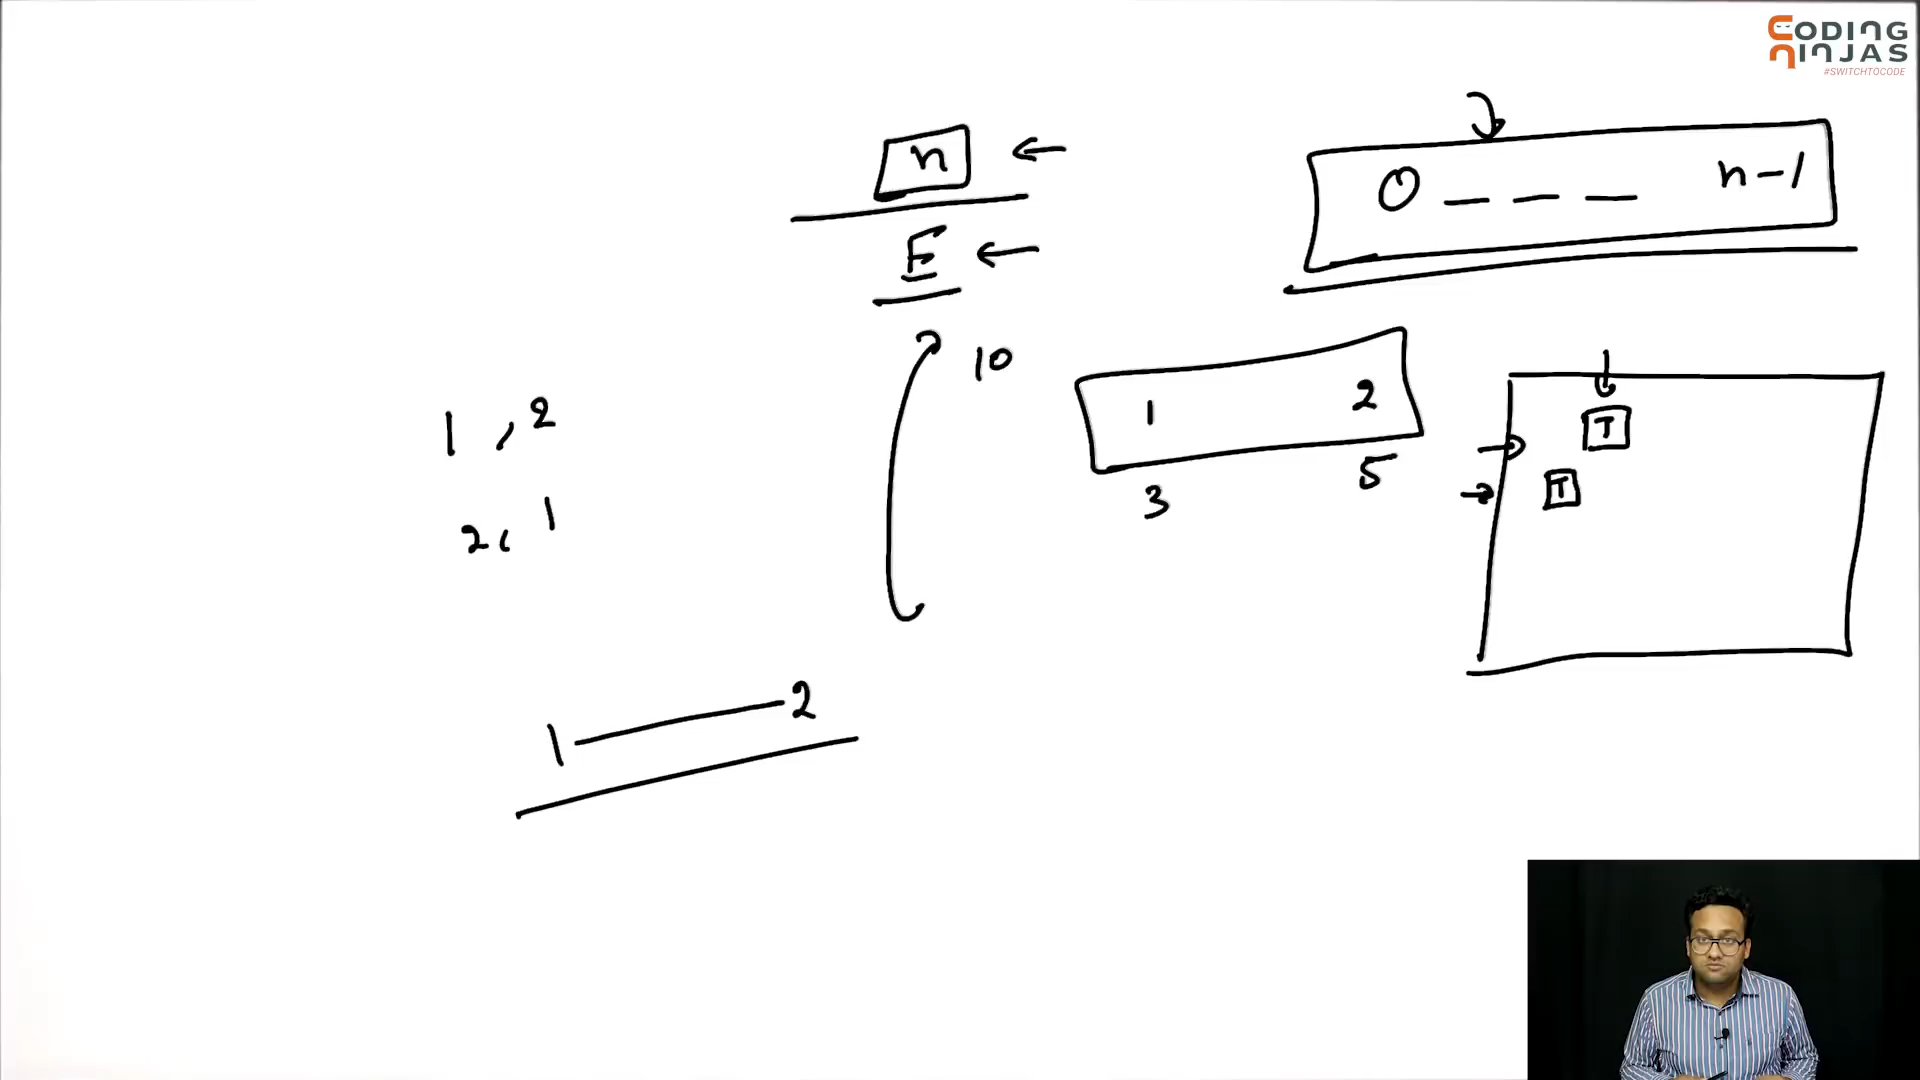 CODING
NINJAS
#SWITCHTOCODE
n ←
0 _ _ _ n-1
E ←
10
1 2
3 5
T
T
1 , 2
2, 1
1 — 2